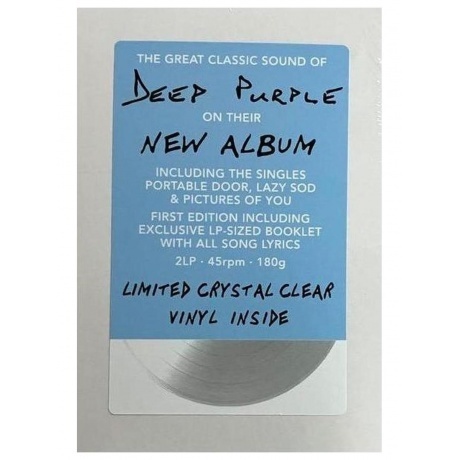 THE GREAT CLASSIC SOUND OF
DEEP PURPLE
ON THEIR
NEW ALBUM
INCLUDING THE SINGLES
PORTABLE DOOR, LAZY SOD
& PICTURES OF YOU
FIRST EDITION INCLUDING
EXCLUSIVE LP-SIZED BOOKLET
WITH ALL SONG LYRICS
2LP · 45rpm · 180g
LIMITED CRYSTAL CLEAR
VINYL INSIDE